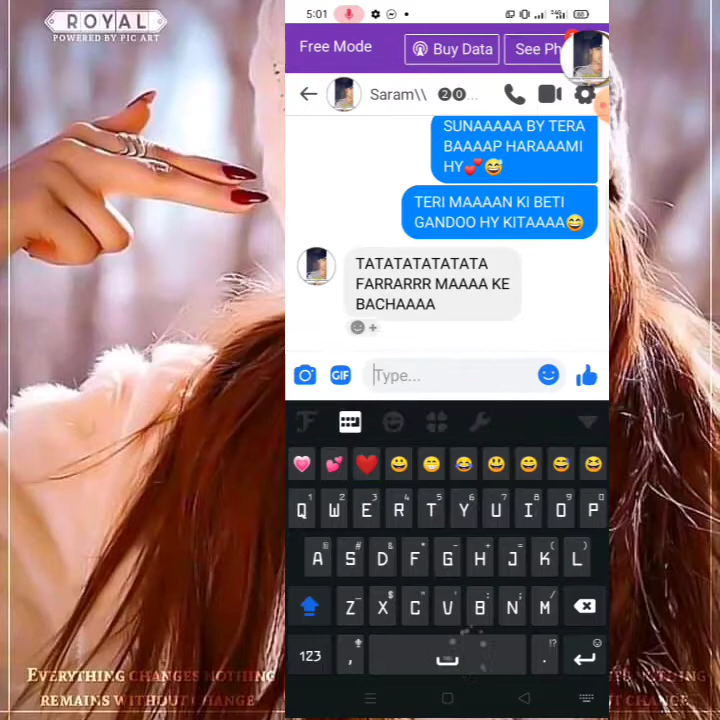 ROYAL
POWERED BY PIC ART
5:01
Free Mode
Buy Data
See Ph
Saram\\ ❷⓿...
SUNAAAAA BY TERA
BAAAAP HARAAAMI
HY💕😅
TERI MAAAAN KI BETI
GANDOO HY KITAAAA😅
TATATATATATATA
FARRARRR MAAAA KE
BACHAAAA
GIF
Type...
Q W E R T Y U I O P
A S D F G H J K L
Z X C V B N M
123 , .
EVERYTHING CHANGES NOTHING
REMAINS WITHOUT CHANGE